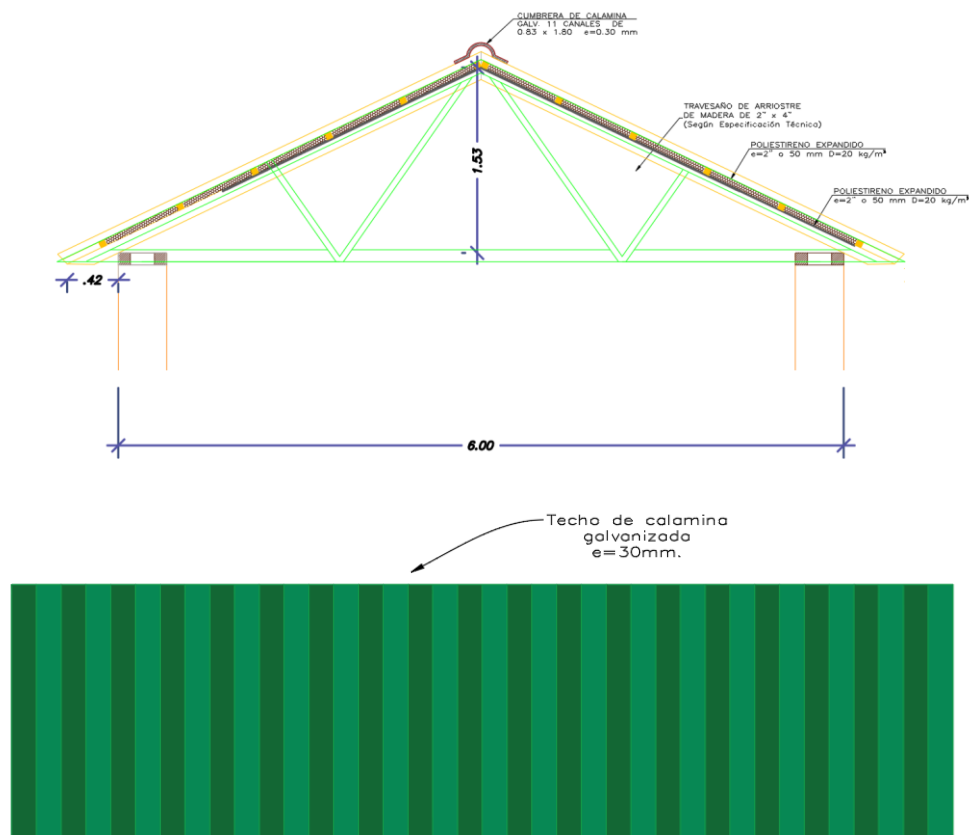 CUMBRERA DE CALAMINA
GALV. 11 CANALES DE
0.83 x 1.80 e=0.30 mm
TRAVESAÑO DE ARRIOSTRE
DE MADERA DE 2" x 4"
(Según Especificación Técnica)
POLIESTIRENO EXPANDIDO
e=2" o 50 mm D=20 kg/m³
POLIESTIRENO EXPANDIDO
e=2" o 50 mm D=20 kg/m³
1.53
.42
6.00
Techo de calamina
galvanizada
e=30mm.